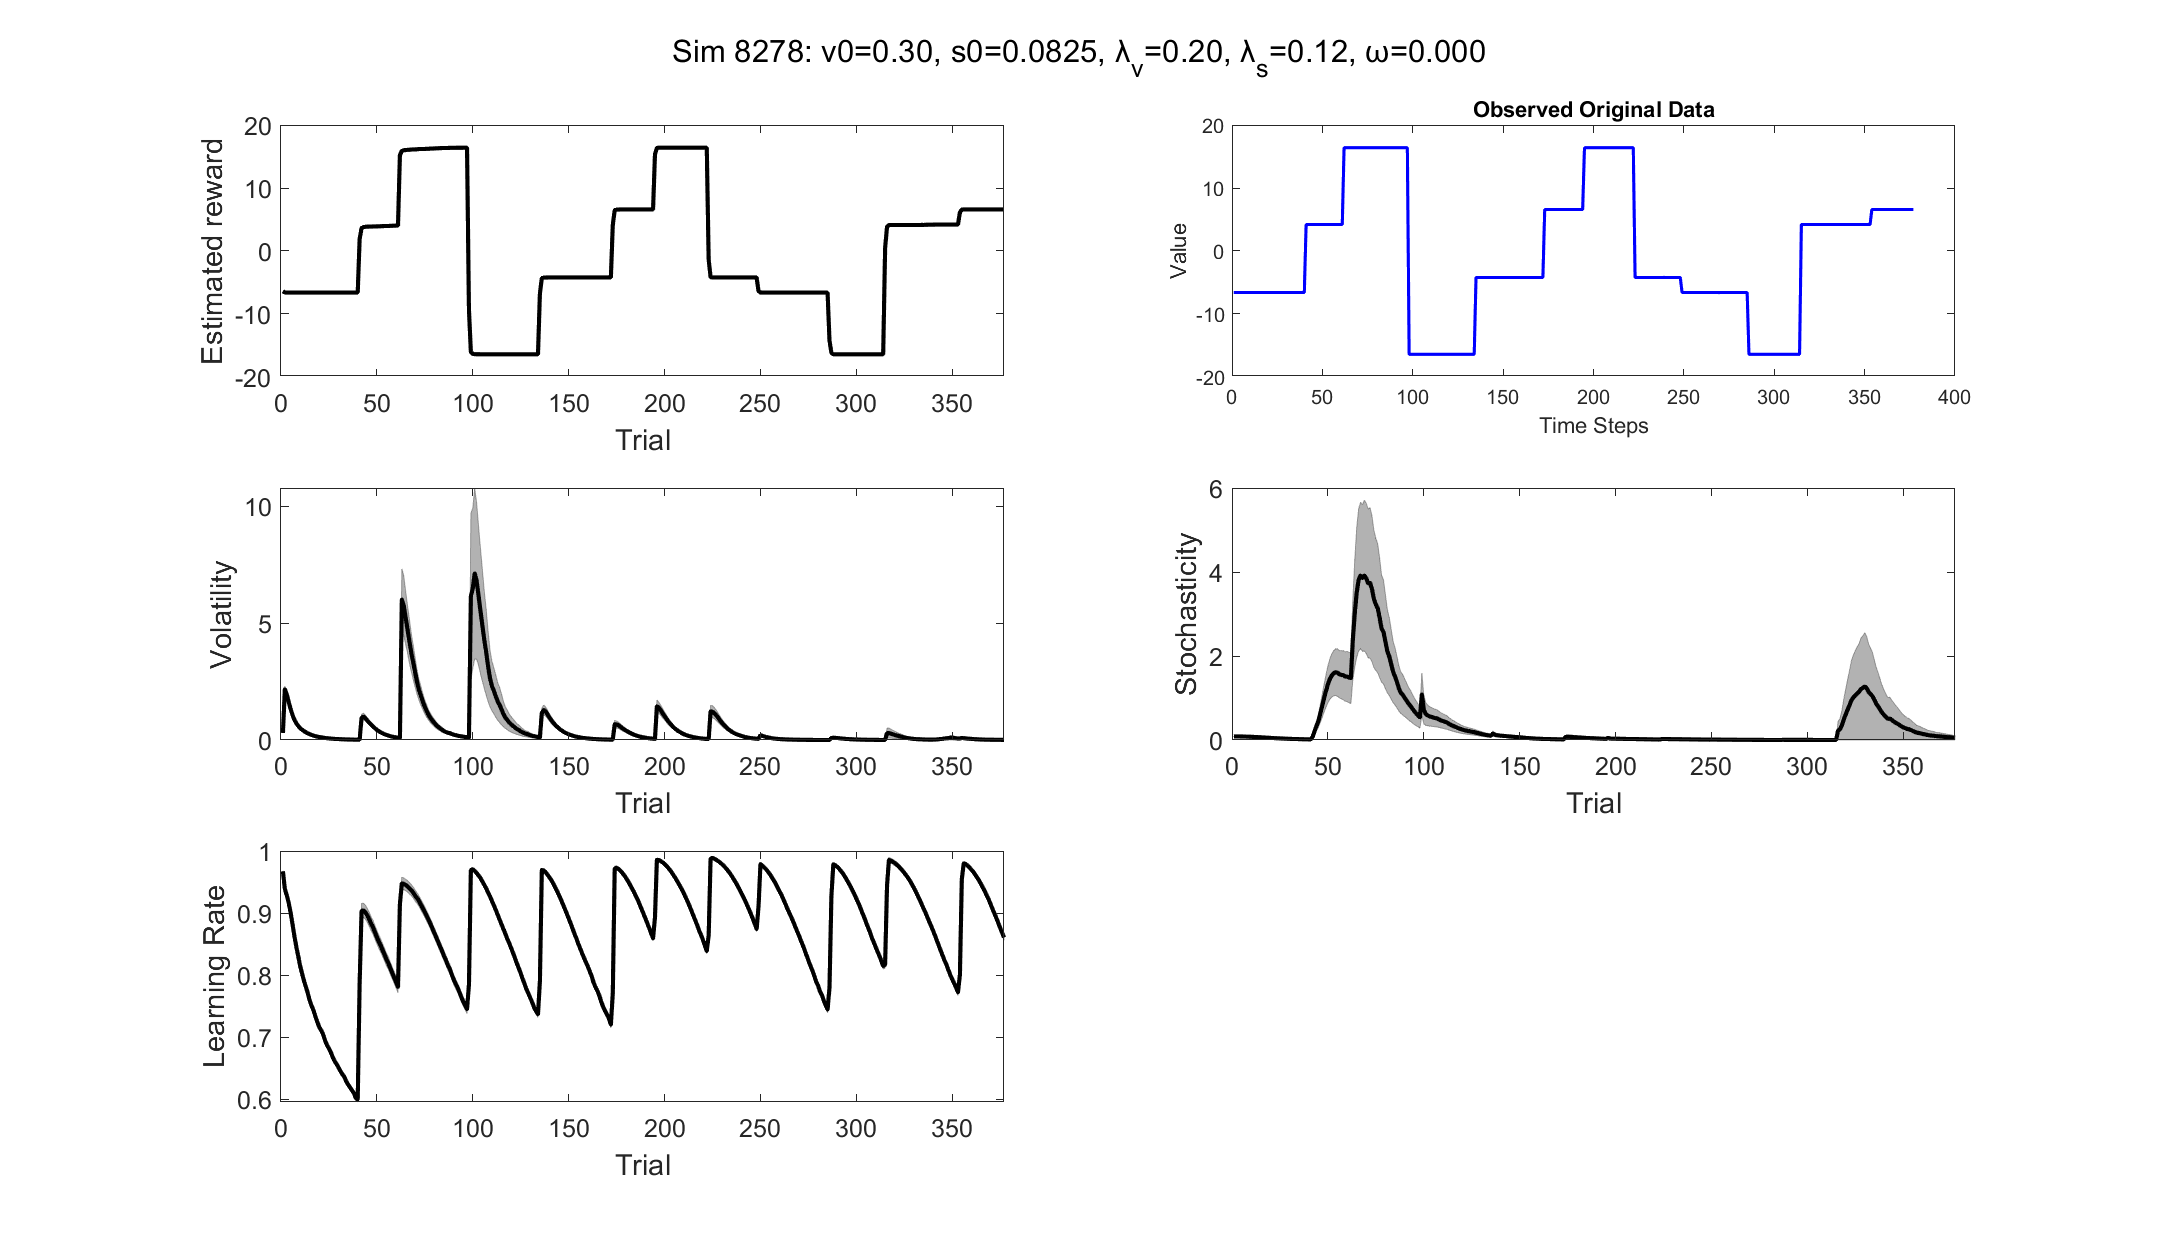 Sim 8278: v0=0.30, s0=0.0825, λv=0.20, λs=0.12, ω=0.000
20
10
0
-10
-20
Estimated reward
0 50 100 150 200 250 300 350
Trial
Observed Original Data
20
10
0
-10
-20
Value
0 50 100 150 200 250 300 350 400
Time Steps
10
5
0
Volatility
0 50 100 150 200 250 300 350
Trial
6
4
2
0
Stochasticity
0 50 100 150 200 250 300 350
Trial
1
0.9
0.8
0.7
0.6
Learning Rate
0 50 100 150 200 250 300 350
Trial